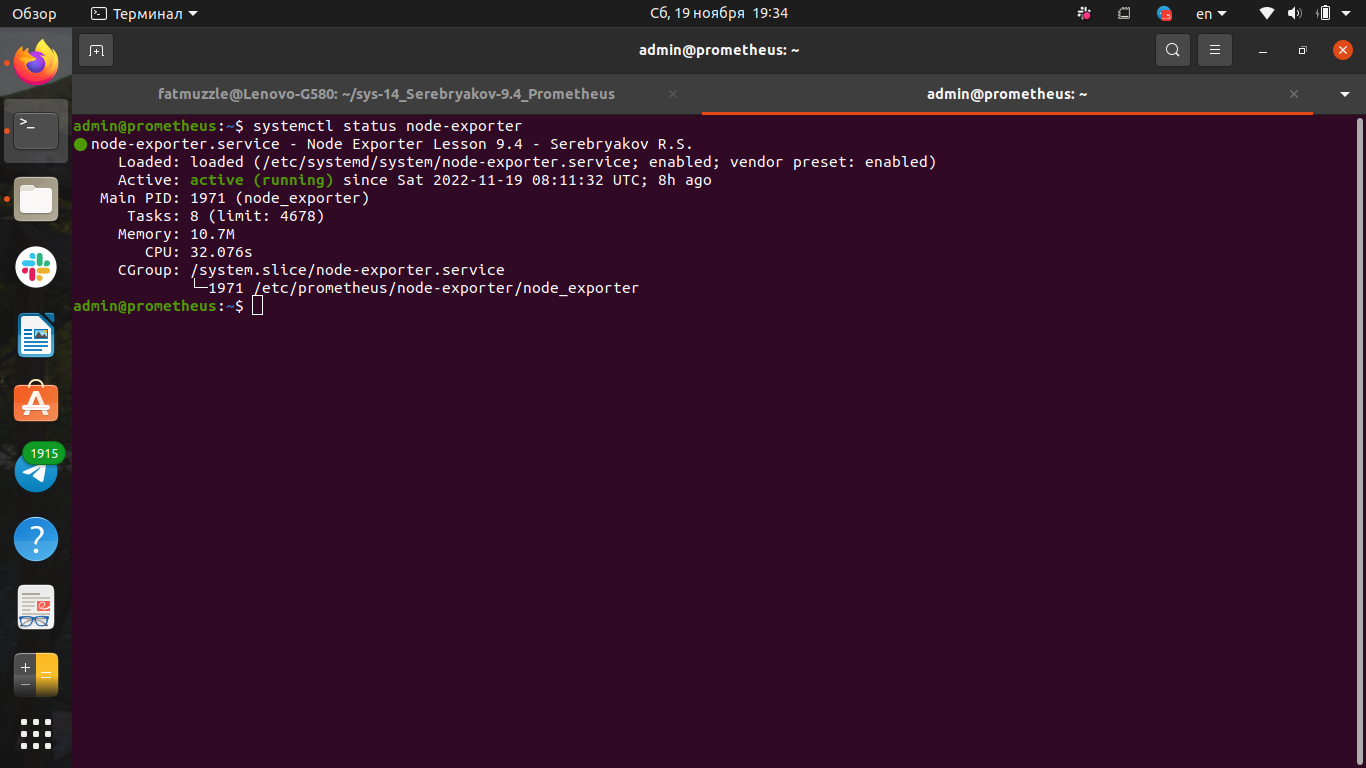 Обзор
Терминал
Сб, 19 ноября 19:34
en
admin@prometheus: ~
fatmuzzle@Lenovo-G580: ~/sys-14_Serebryakov-9.4_Prometheus
admin@prometheus: ~
admin@prometheus:~$ systemctl status node-exporter
node-exporter.service - Node Exporter Lesson 9.4 - Serebryakov R.S.
Loaded: loaded (/etc/systemd/system/node-exporter.service; enabled; vendor preset: enabled)
Active: active (running) since Sat 2022-11-19 08:11:32 UTC; 8h ago
Main PID: 1971 (node_exporter)
Tasks: 8 (limit: 4678)
Memory: 10.7M
CPU: 32.076s
CGroup: /system.slice/node-exporter.service
└─1971 /etc/prometheus/node-exporter/node_exporter
admin@prometheus:~$
1915